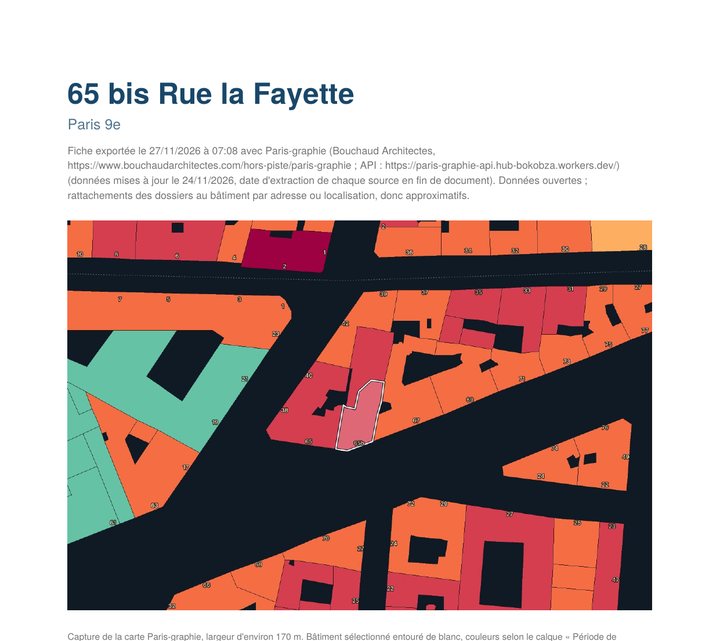 65 bis Rue la Fayette
Paris 9e
Fiche exportée le 27/11/2026 à 07:08 avec Paris-graphie (Bouchaud Architectes,
https://www.bouchaudarchitectes.com/hors-piste/paris-graphie ; API : https://paris-graphie-api.hub-bokobza.workers.dev/)
(données mises à jour le 24/11/2026, date d'extraction de chaque source en fin de document). Données ouvertes ;
rattachements des dossiers au bâtiment par adresse ou localisation, donc approximatifs.
Capture de la carte Paris-graphie, largeur d'environ 170 m. Bâtiment sélectionné entouré de blanc, couleurs selon le calque « Période de